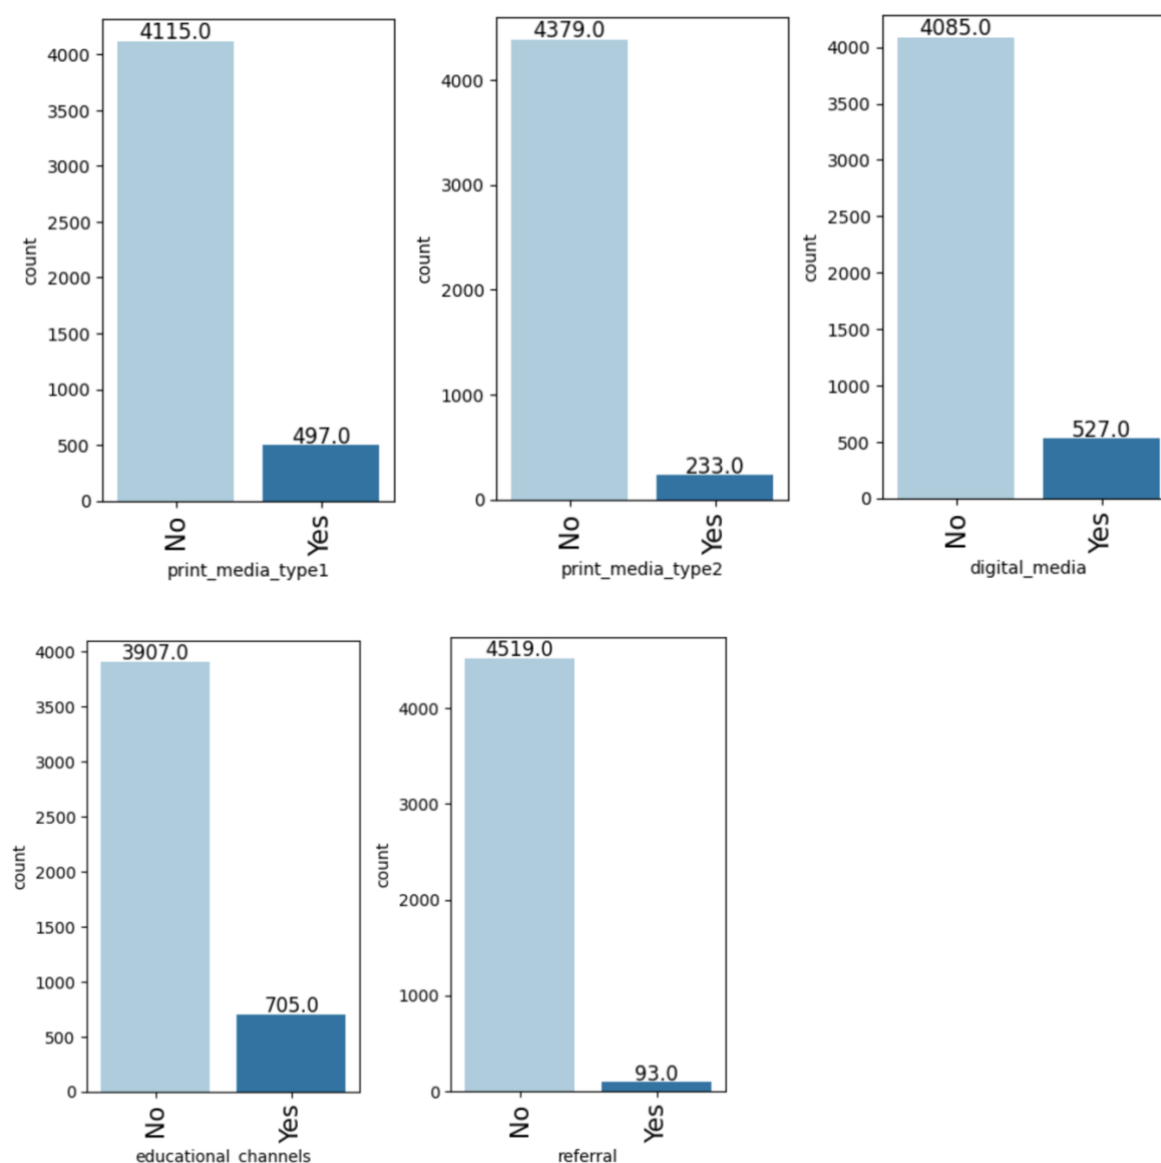 4115.0
4000
3500
3000
2500
2000
1500
1000
500
0
count
497.0
No
Yes
print_media_type1
4379.0
4000
3000
2000
1000
0
count
233.0
No
Yes
print_media_type2
4085.0
4000
3500
3000
2500
2000
1500
1000
500
0
count
527.0
No
Yes
digital_media
3907.0
4000
3500
3000
2500
2000
1500
1000
500
0
count
705.0
No
Yes
educational_channels
4519.0
4000
3000
2000
1000
0
count
93.0
No
Yes
referral